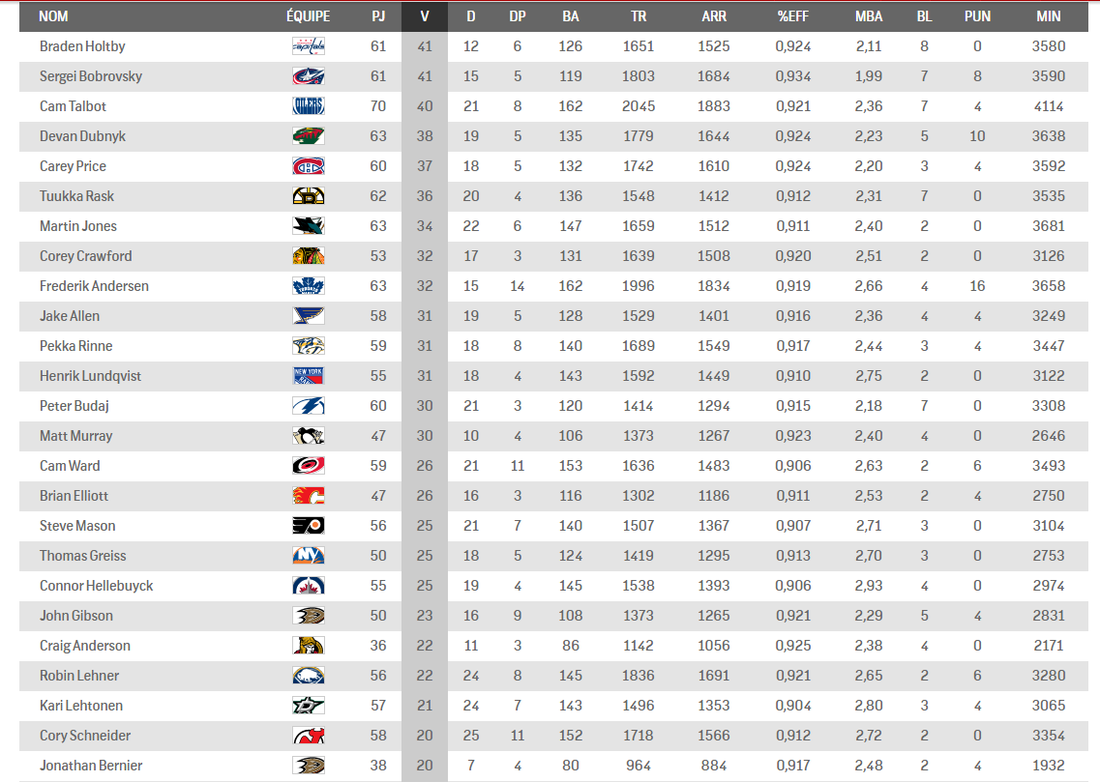 NOM ÉQUIPE PJ V D DP BA TR ARR %EFF MBA BL PUN MIN
Braden Holtby capitals 61 41 12 6 126 1651 1525 0,924 2,11 8 0 3580
Sergei Bobrovsky 61 41 15 5 119 1803 1684 0,934 1,99 7 8 3590
Cam Talbot OILERS 70 40 21 8 162 2045 1883 0,921 2,36 7 4 4114
Devan Dubnyk 63 38 19 5 135 1779 1644 0,924 2,23 5 10 3638
Carey Price 60 37 18 5 132 1742 1610 0,924 2,20 3 4 3592
Tuukka Rask 62 36 20 4 136 1548 1412 0,912 2,31 7 0 3535
Martin Jones 63 34 22 6 147 1659 1512 0,911 2,40 2 0 3681
Corey Crawford 53 32 17 3 131 1639 1508 0,920 2,51 2 0 3126
Frederik Andersen 63 32 15 14 162 1996 1834 0,919 2,66 4 16 3658
Jake Allen 58 31 19 5 128 1529 1401 0,916 2,36 4 4 3249
Pekka Rinne 59 31 18 8 140 1689 1549 0,917 2,44 3 4 3447
Henrik Lundqvist NEW YORK 55 31 18 4 143 1592 1449 0,910 2,75 2 0 3122
Peter Budaj 60 30 21 3 120 1414 1294 0,915 2,18 7 0 3308
Matt Murray 47 30 10 4 106 1373 1267 0,923 2,40 4 0 2646
Cam Ward 59 26 21 11 153 1636 1483 0,906 2,63 2 6 3493
Brian Elliott 47 26 16 3 116 1302 1186 0,911 2,53 2 4 2750
Steve Mason 56 25 21 7 140 1507 1367 0,907 2,71 3 0 3104
Thomas Greiss NY 50 25 18 5 124 1419 1295 0,913 2,70 3 0 2753
Connor Hellebuyck 55 25 19 4 145 1538 1393 0,906 2,93 4 0 2974
John Gibson 50 23 16 9 108 1373 1265 0,921 2,29 5 4 2831
Craig Anderson 36 22 11 3 86 1142 1056 0,925 2,38 4 0 2171
Robin Lehner 56 22 24 8 145 1836 1691 0,921 2,65 2 6 3280
Kari Lehtonen 57 21 24 7 143 1496 1353 0,904 2,80 3 4 3065
Cory Schneider 58 20 25 11 152 1718 1566 0,912 2,72 2 0 3354
Jonathan Bernier 38 20 7 4 80 964 884 0,917 2,48 2 4 1932